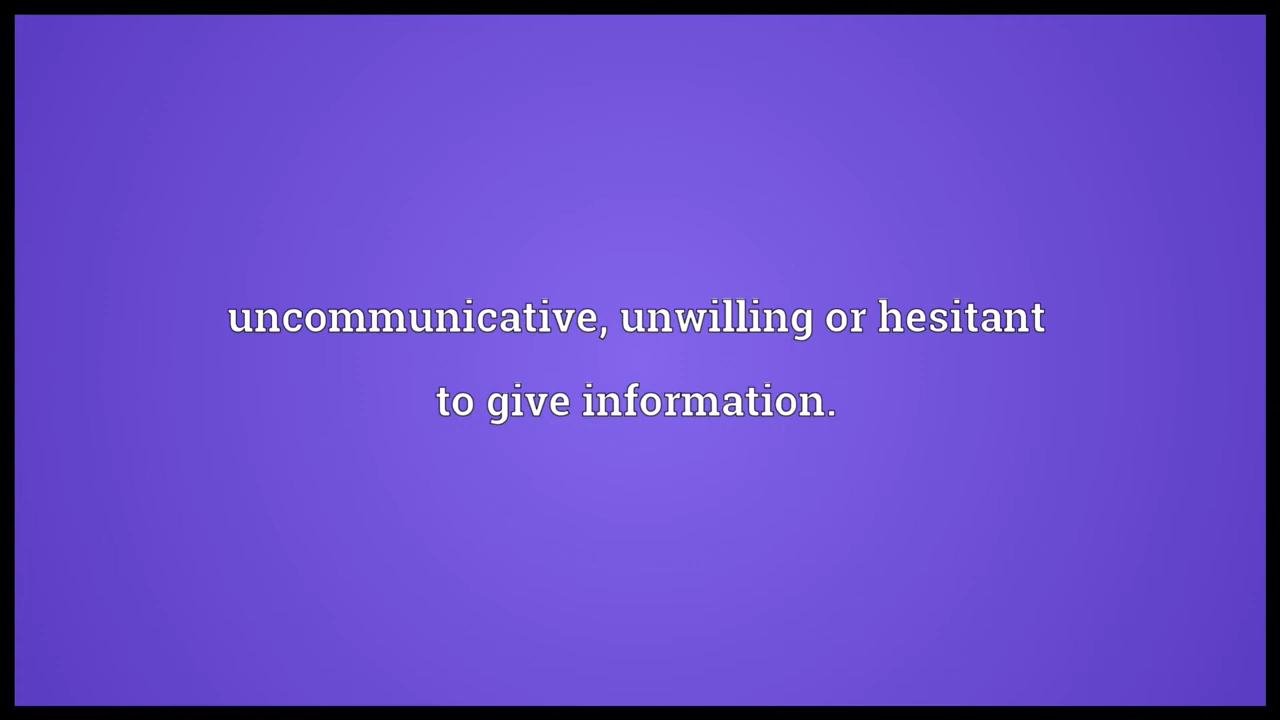 uncommunicative, unwilling or hesitant
to give information.